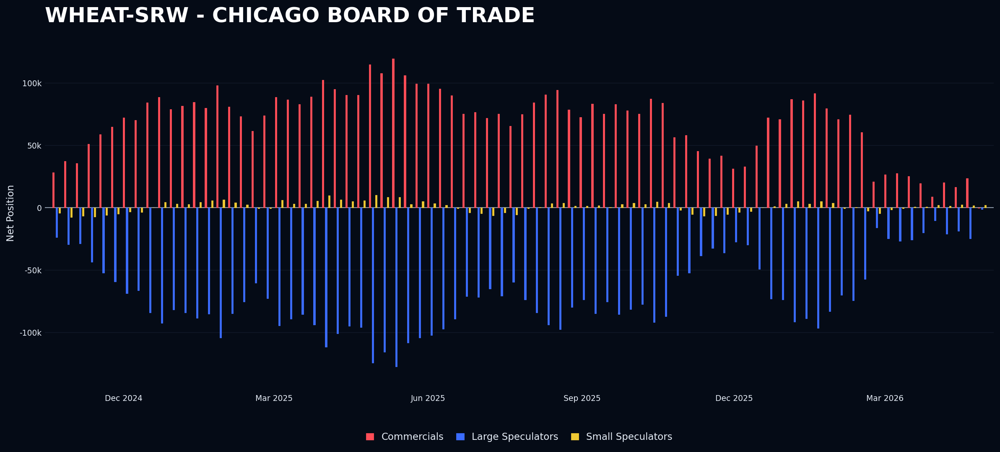 WHEAT-SRW - CHICAGO BOARD OF TRADE
Net Position
100k
50k
0
-50k
-100k
Dec 2024
Mar 2025
Jun 2025
Sep 2025
Dec 2025
Mar 2026
Commercials
Large Speculators
Small Speculators